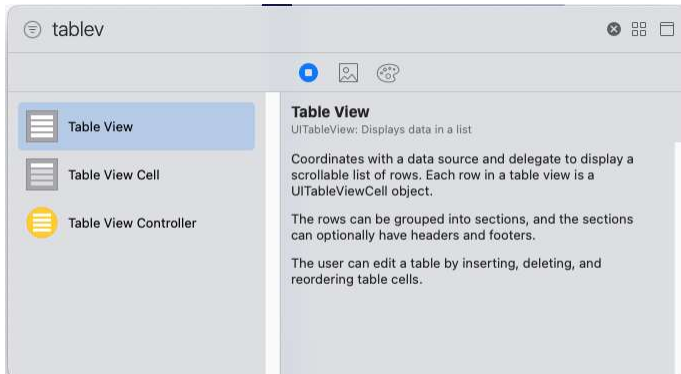 tablev
Table View
Table View Cell
Table View Controller
Table View
UITableView: Displays data in a list
Coordinates with a data source and delegate to display a
scrollable list of rows. Each row in a table view is a
UITableViewCell object.
The rows can be grouped into sections, and the sections
can optionally have headers and footers.
The user can edit a table by inserting, deleting, and
reordering table cells.